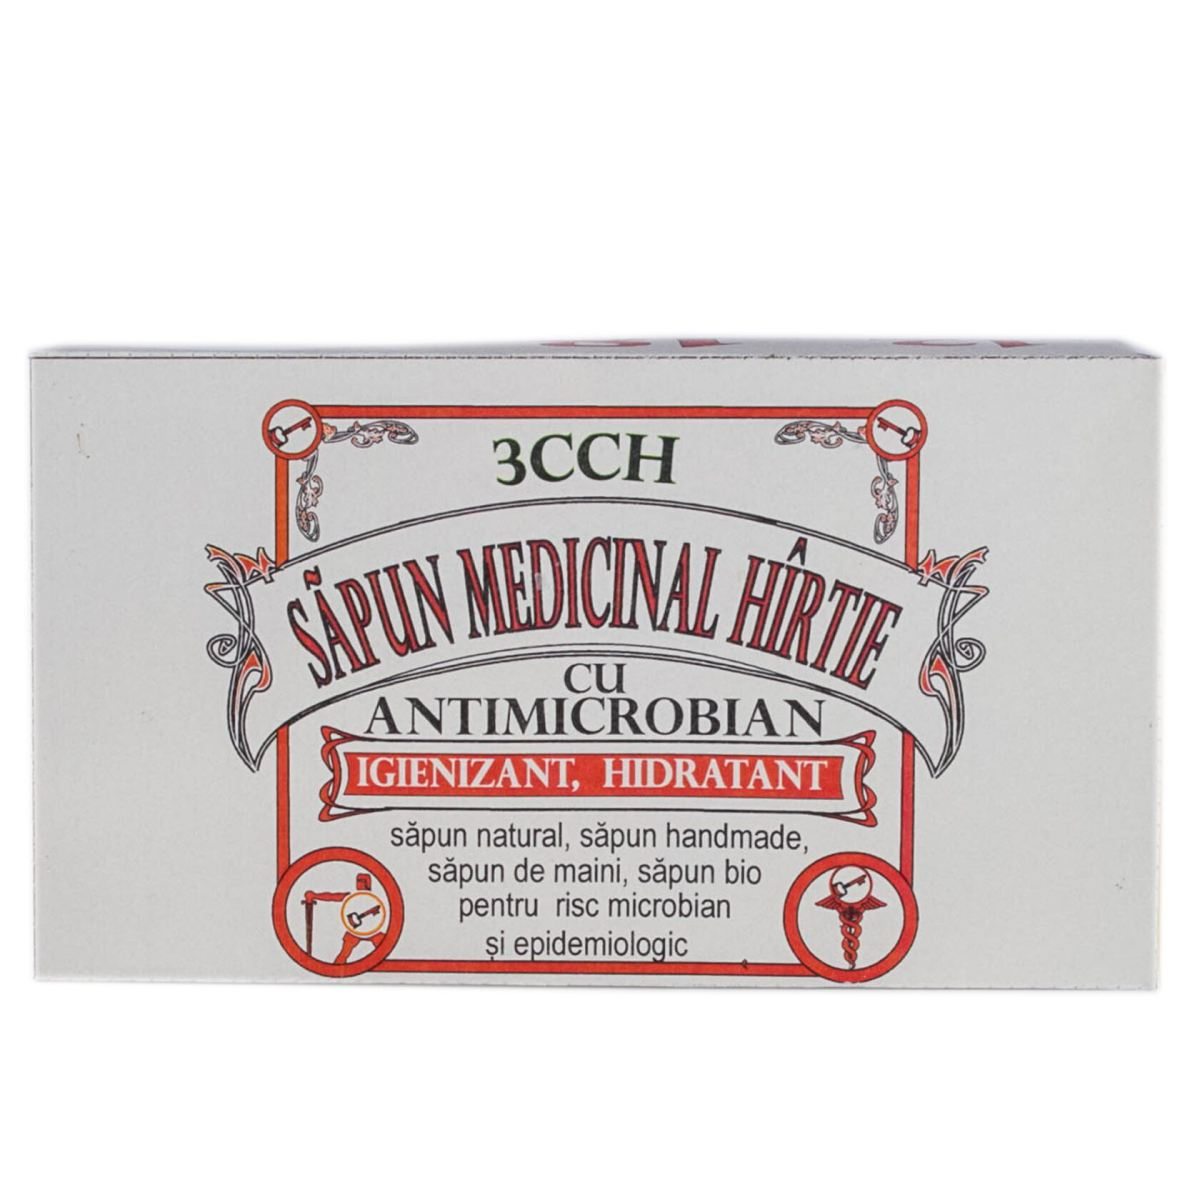 3CCH
SĂPUN MEDICINAL HÎRTIE
CU
ANTIMICROBIAN
IGIENIZANT, HIDRATANT
săpun natural, săpun handmade,
săpun de maini, săpun bio
pentru risc microbian
și epidemiologic